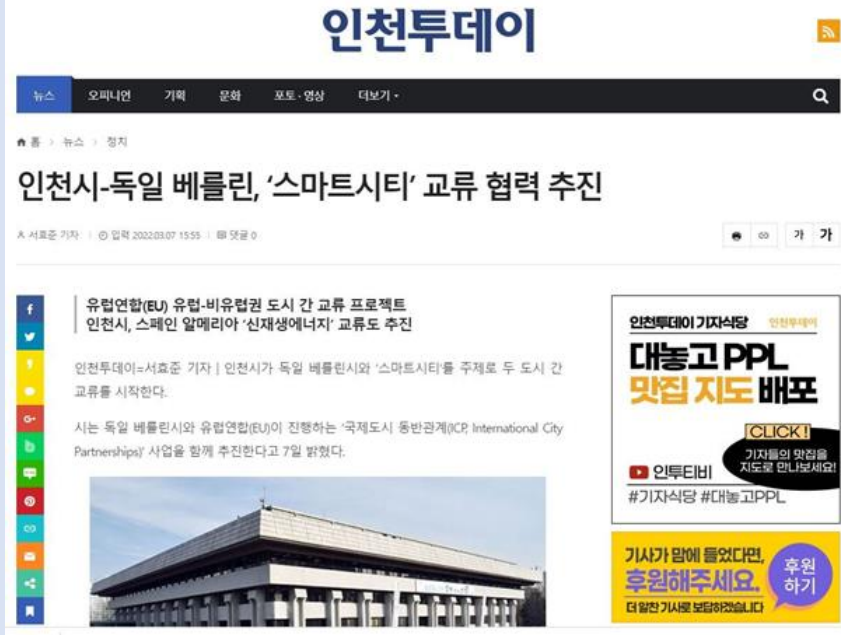 인천투데이
뉴스 오피니언 기획 문화 포토·영상 더보기
홈 > 뉴스 > 정치
인천시-독일 베를린, ‘스마트시티’ 교류 협력 추진
서효준 기자 입력 2022.03.07 15:55 댓글 0
가 가
유럽연합(EU) 유럽-비유럽권 도시 간 교류 프로젝트
인천시, 스페인 알메리아 ‘신재생에너지’ 교류도 추진
인천투데이=서효준 기자 | 인천시가 독일 베를린시와 ‘스마트시티’를 주제로 두 도시 간
교류를 시작한다.
시는 독일 베를린시와 유럽연합(EU)이 진행하는 ‘국제도시 동반관계(ICP, International City
Partnerships)’ 사업을 함께 추진한다고 7일 밝혔다.
인천투데이 기자식당 인천투데이
대놓고 PPL
맛집 지도 배포
CLICK !
기자들의 맛집을
지도로 만나보세요!
인투티비
#기자식당 #대놓고PPL
기사가 맘에 들었다면,
후원해주세요.
더 알찬 기사로 보답하겠습니다
후원
하기